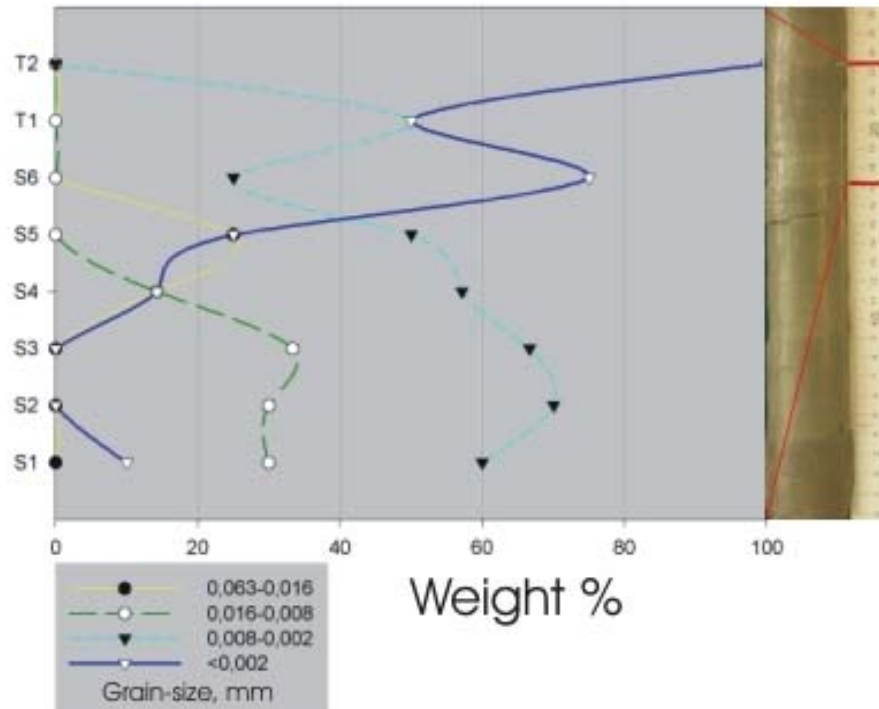 T2
T1
S6
S5
S4
S3
S2
S1
0 20 40 60 80 100
Weight %
0,063-0,016
0,016-0,008
0,008-0,002
<0,002
Grain-size, mm